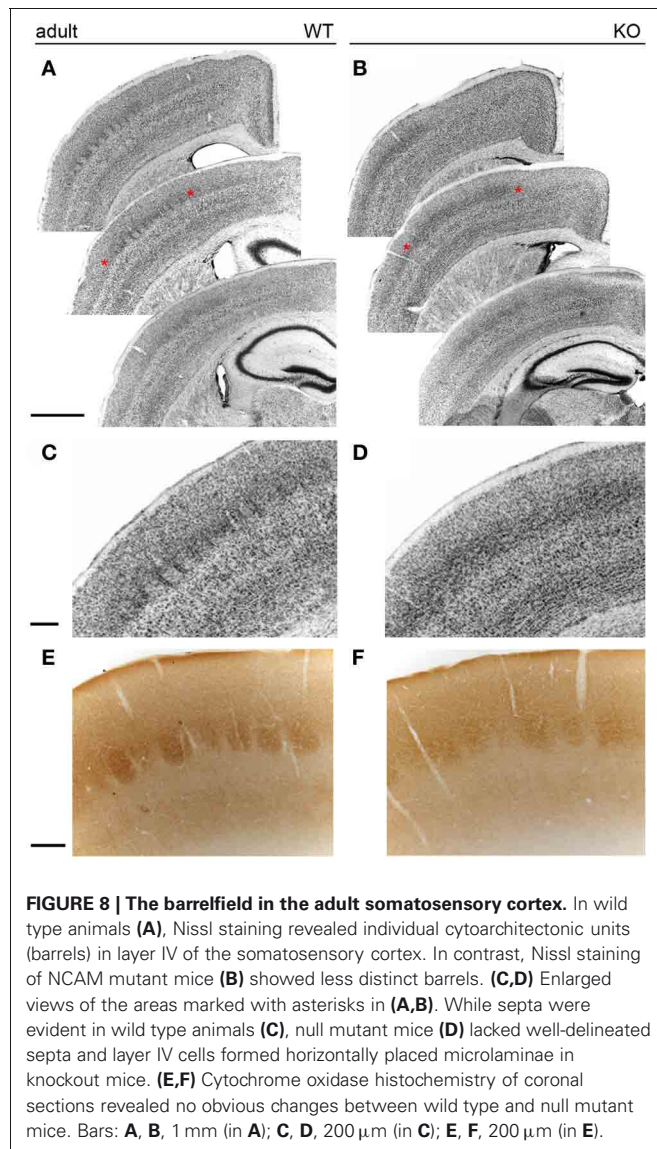 adult WT KO
A B
*
*
*
*
C D
E F
FIGURE 8 | The barrelfield in the adult somatosensory cortex. In wild
type animals (A), Nissl staining revealed individual cytoarchitectonic units
(barrels) in layer IV of the somatosensory cortex. In contrast, Nissl staining
of NCAM mutant mice (B) showed less distinct barrels. (C,D) Enlarged
views of the areas marked with asterisks in (A,B). While septa were
evident in wild type animals (C), null mutant mice (D) lacked well-delineated
septa and layer IV cells formed horizontally placed microlaminae in
knockout mice. (E,F) Cytochrome oxidase histochemistry of coronal
sections revealed no obvious changes between wild type and null mutant
mice. Bars: A, B, 1 mm (in A); C, D, 200 μm (in C); E, F, 200 μm (in E).